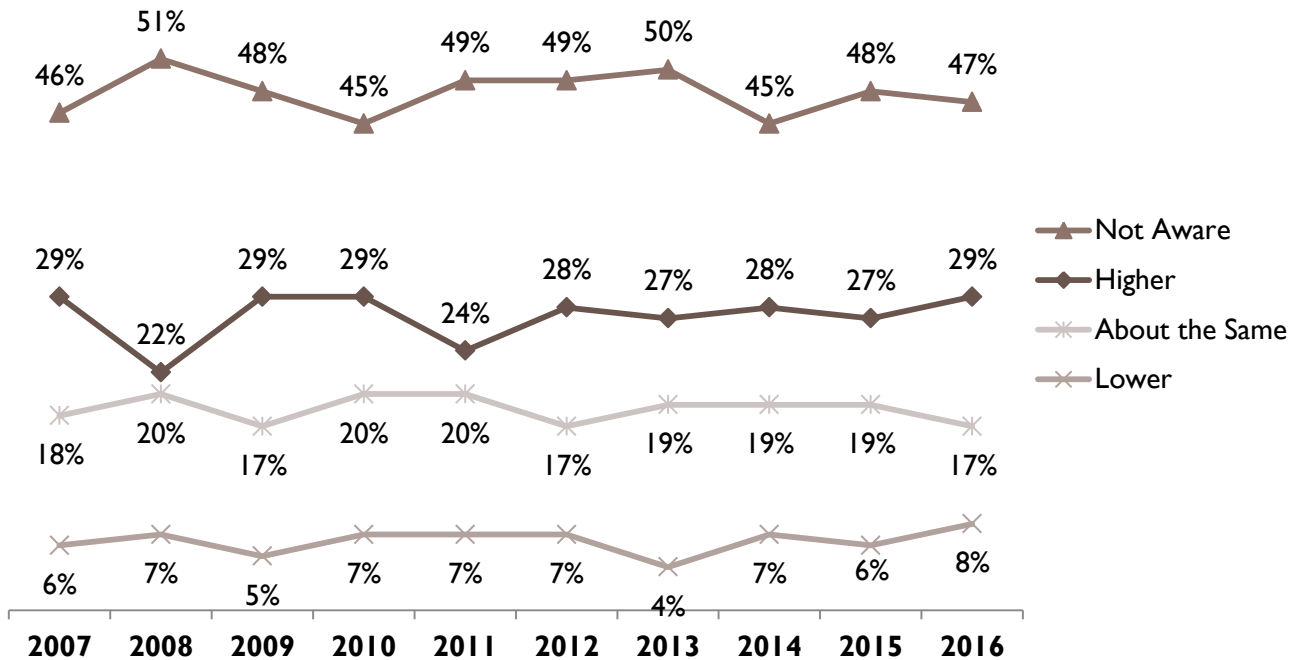 46% 51% 48% 45% 49% 49% 50% 45% 48% 47%
29% 22% 29% 29% 24% 28% 27% 28% 27% 29%
18% 20% 17% 20% 20% 17% 19% 19% 19% 17%
6% 7% 5% 7% 7% 7% 4% 7% 6% 8%
2007 2008 2009 2010 2011 2012 2013 2014 2015 2016
Not Aware
Higher
About the Same
Lower